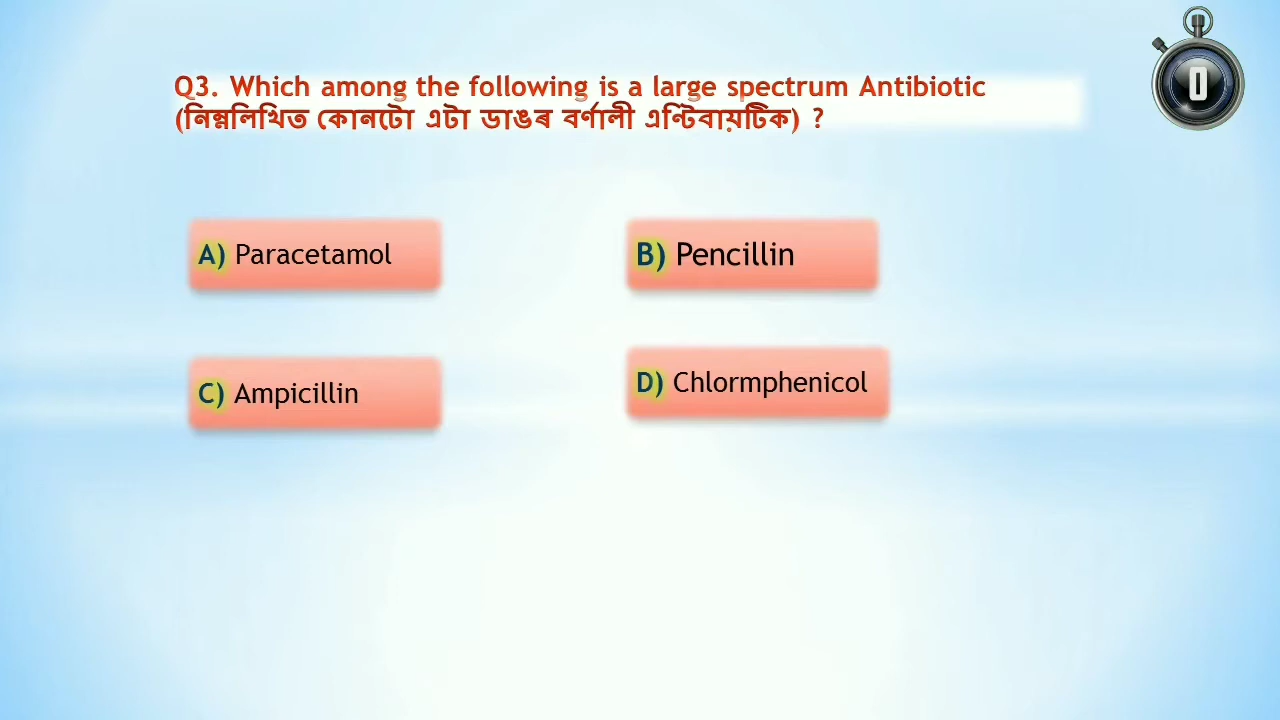 Q3. Which among the following is a large spectrum Antibiotic
(নিম্নলিখিত কোনটো এটা ডাঙৰ বৰ্ণালী এণ্টিবায়টিক) ?
0
A) Paracetamol
B) Pencillin
C) Ampicillin
D) Chlormphenicol